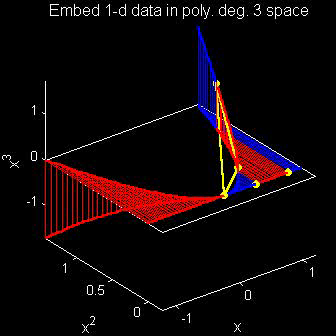 Embed 1-d data in poly. deg. 3 space
1
0
-1
x³
1
0.5
0
x²
-1
0
1
x